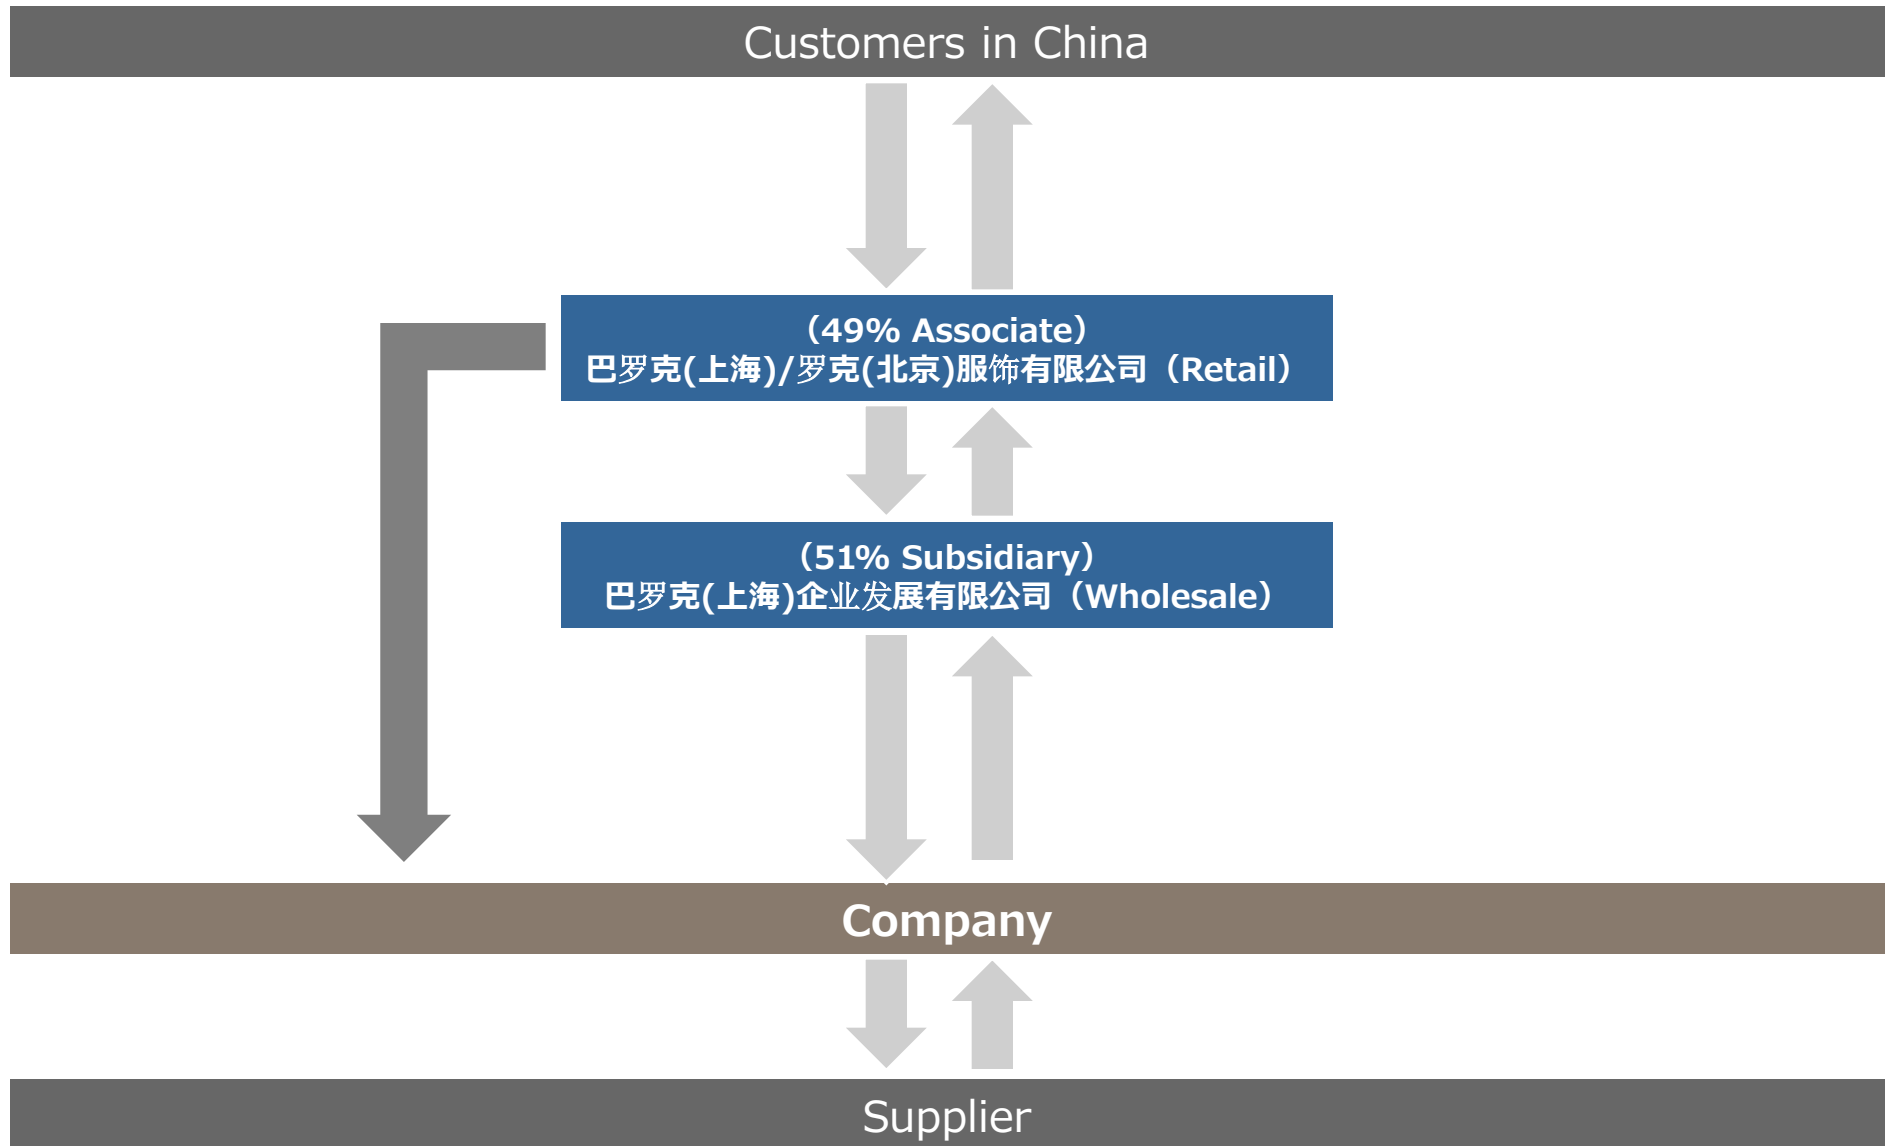 Customers in China
（49% Associate）
巴罗克(上海)/罗克(北京)服饰有限公司（Retail）
（51% Subsidiary）
巴罗克(上海)企业发展有限公司（Wholesale）
Company
Supplier